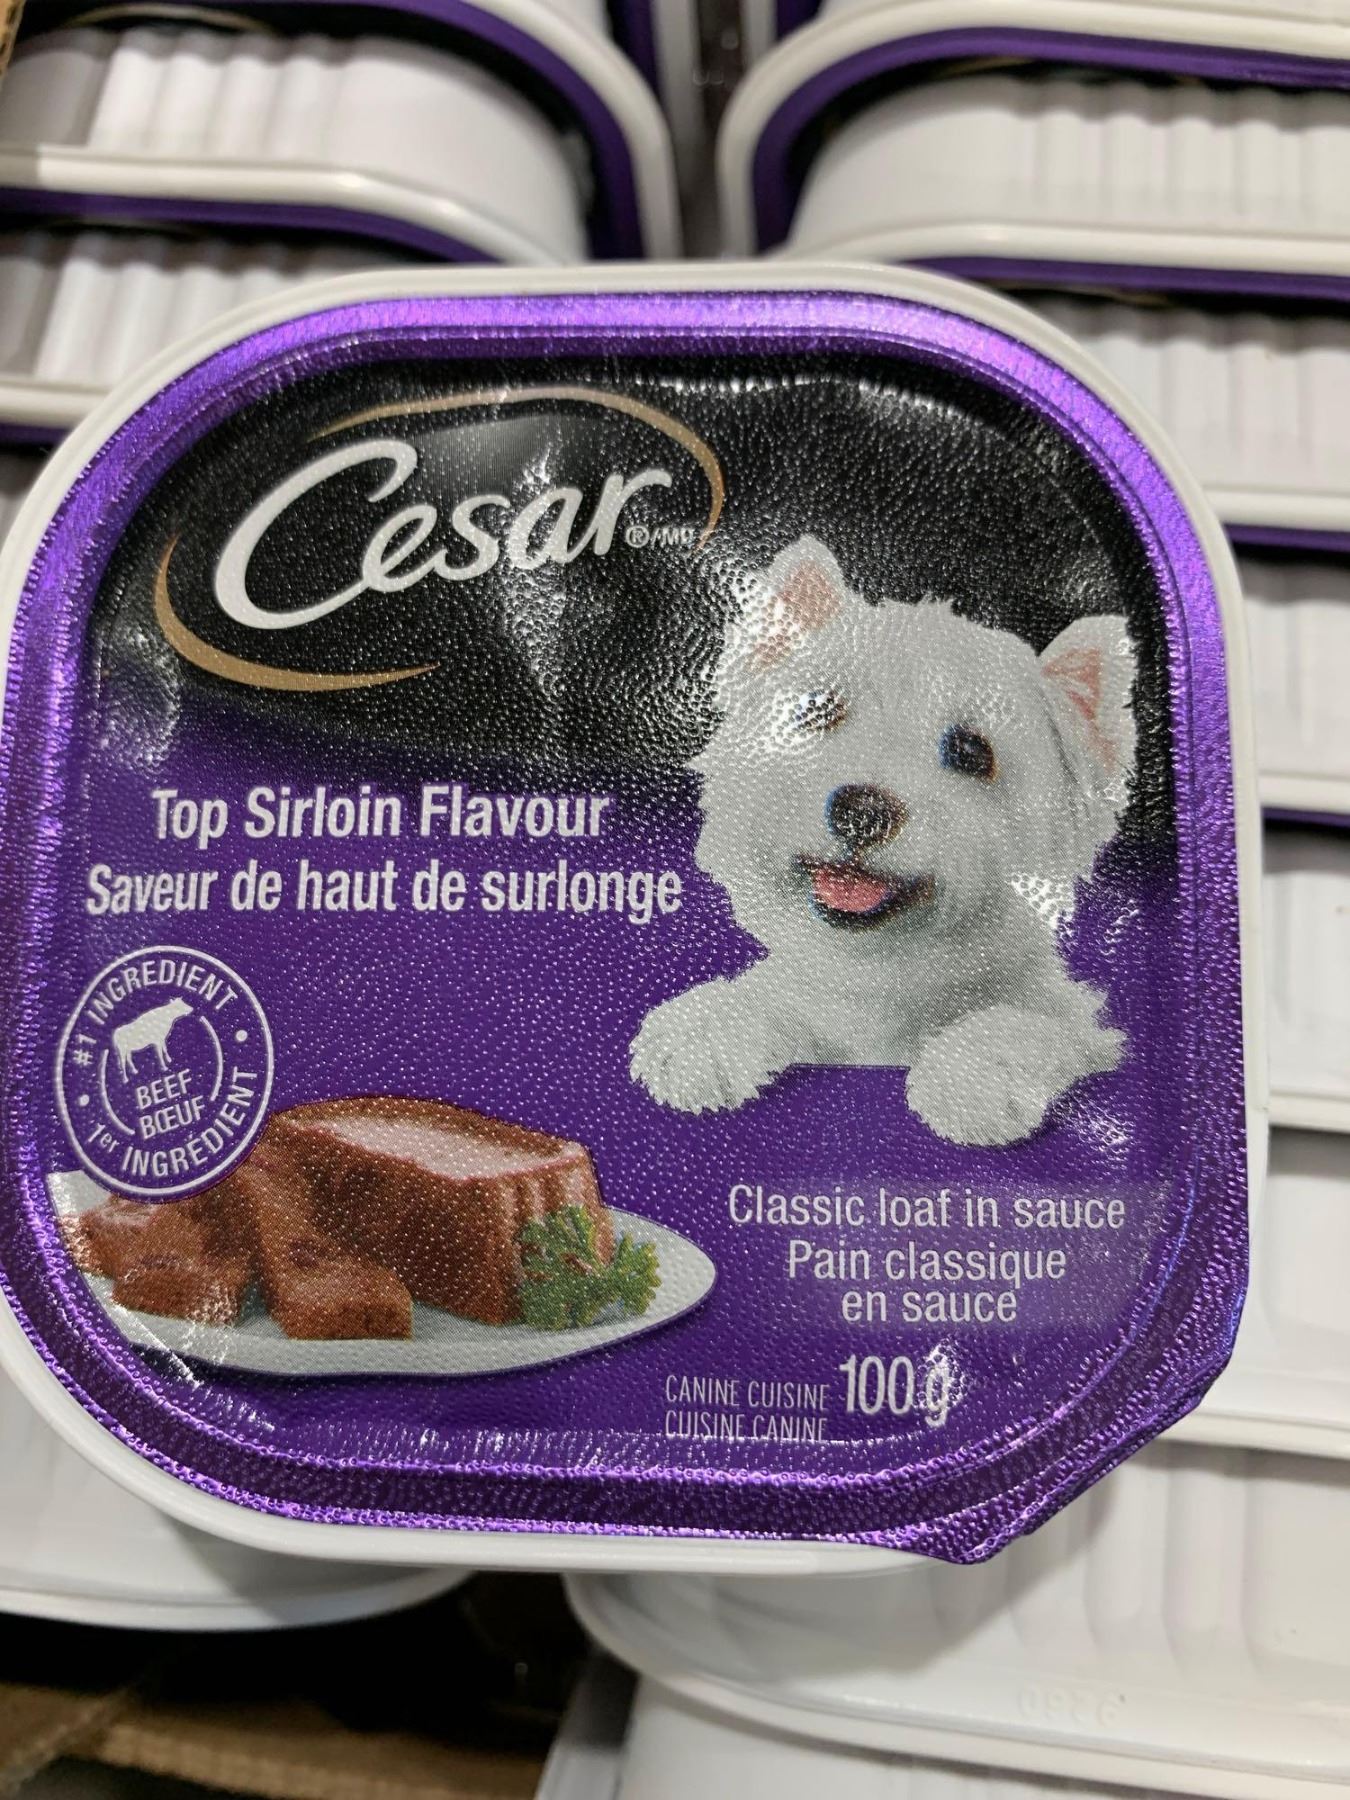 Cesar®/MD
Top Sirloin Flavour
Saveur de haut de surlonge
#1 INGREDIENT
BEEF
BŒUF
1er INGRÉDIENT
Classic loaf in sauce
Pain classique
en sauce
CANINE CUISINE 100 g
CUISINE CANINE
0976